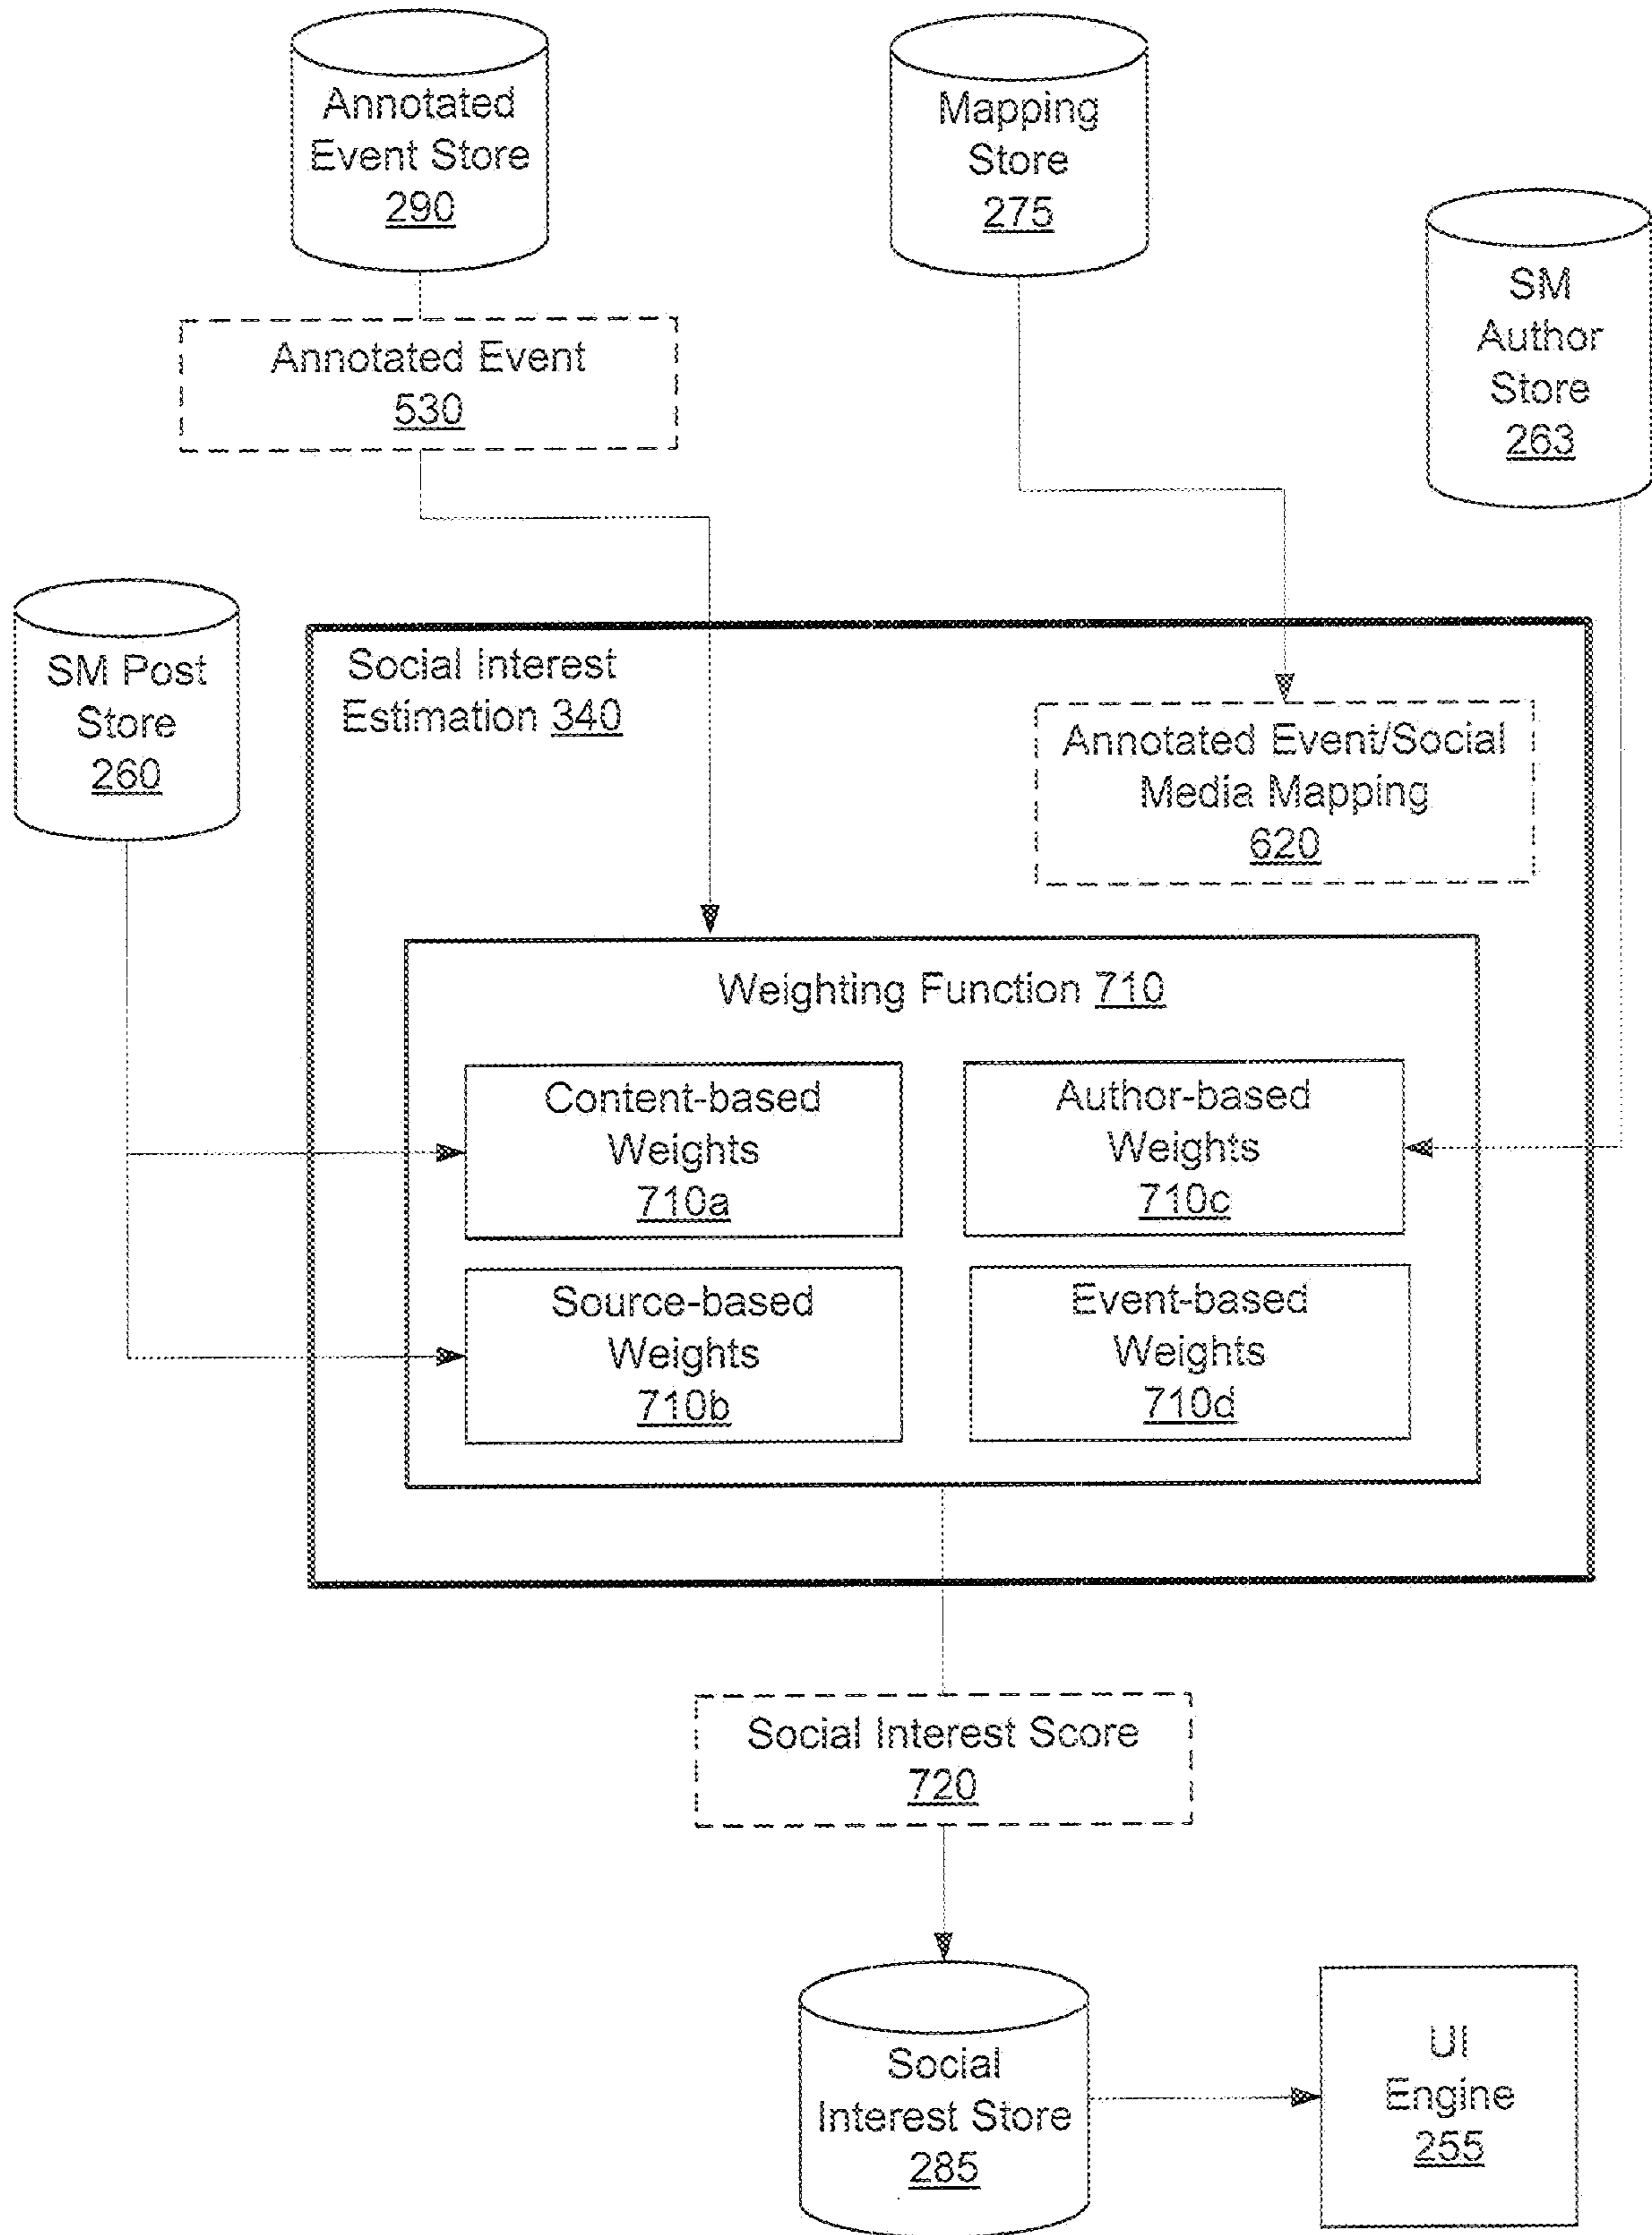 Annotated
Event Store
290
Mapping
Store
275
SM
Author
Store
263
Annotated Event
530
SM Post
Store
260
Social Interest
Estimation 340
Annotated Event/Social
Media Mapping
620
Weighting Function 710
Content-based
Weights
710a
Author-based
Weights
710c
Source-based
Weights
710b
Event-based
Weights
710d
Social Interest Score
720
Social
Interest Store
285
UI
Engine
255